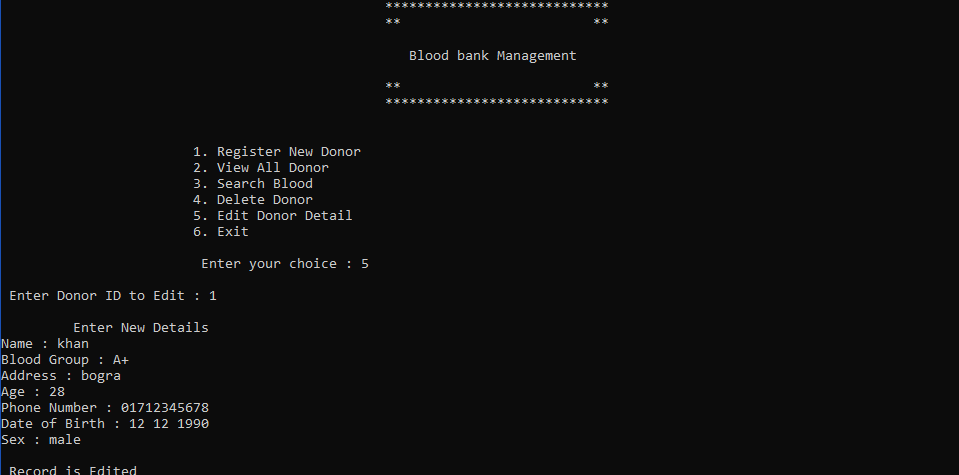 ****************************
** **
Blood bank Management
** **
****************************
1. Register New Donor
2. View All Donor
3. Search Blood
4. Delete Donor
5. Edit Donor Detail
6. Exit
Enter your choice : 5
Enter Donor ID to Edit : 1
Enter New Details
Name : khan
Blood Group : A+
Address : bogra
Age : 28
Phone Number : 01712345678
Date of Birth : 12 12 1990
Sex : male
Record is Edited